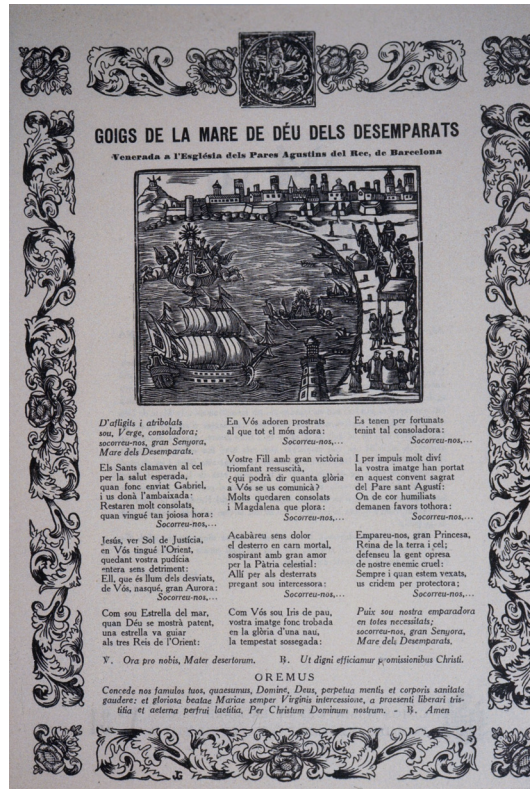 GOIGS DE LA MARE DE DÉU DELS DESEMPARATS
Venerada a l'Església dels Pares Agustins del Rec, de Barcelona
D'afligits i atribolats
sou, Verge, consoladora;
socorreu-nos, gran Senyora,
Mare dels Desemparats.
Els Sants clamaven al cel
per la salut esperada,
quan fonc enviat Gabriel,
i us donà l'ambaixada:
Restaren molt consolats,
quan vingué tan joiosa hora:
Socorreu-nos,...
Jesús, ver Sol de Justícia,
en Vós tingué l'Orient,
quedant vostra pudícia
entera sens detriment:
Ell, que és llum dels desviats,
de Vós, nasqué, gran Aurora:
Socorreu-nos,...
Com sou Estrella del mar,
quan Déu se mostrà patent,
una estrella va guiar
als tres Reis de l'Orient:
En Vós adoren prostrats
al que tot el món adora:
Socorreu-nos,...
Vostre Fill amb gran victòria
triomfant ressuscità,
¿qui podrà dir quanta glòria
a Vós se us comunicà?
Molts quedaren consolats
i Magdalena que plora:
Socorreu-nos,...
Acabàreu sens dolor
el desterro en carn mortal,
sospirant amb gran amor
per la Pàtria celestial:
Allí per als desterrats
pregant sou intercessora:
Socorreu-nos,...
Com Vós sou Iris de pau,
vostra imatge fonc trobada
en la glòria d'una nau,
la tempestat sossegada:
Es tenen per fortunats
tenint tal consoladora:
Socorreu-nos,...
I per impuls molt diví
la vostra imatge han portat
en aquest convent sagrat
del Pare sant Agustí:
On de cor humiliats
demanen favors tothora:
Socorreu-nos,...
Empareu-nos, gran Princesa,
Reina de la terra i cel;
defenseu la gent opresa
de nostre enemic cruel:
Sempre i quan estem vexats,
us cridem per protectora;
Socorreu-nos,...
Puix sou nostra emparadora
en totes necessitats;
socorreu-nos, gran Senyora,
Mare dels Desemparats.
℣. Ora pro nobis, Mater desertorum. ℟. Ut digni efficiamur promissionibus Christi.
OREMUS
Concede nos famulos tuos, quaesumus, Domine, Deus, perpetua mentis et corporis sanitate
gaudere; et gloriosa beatae Mariae semper Virginis intercessione, a praesenti liberari tris-
titia et aeterna perfrui laetitia, Per Christum Dominum nostrum. - ℟. Amen